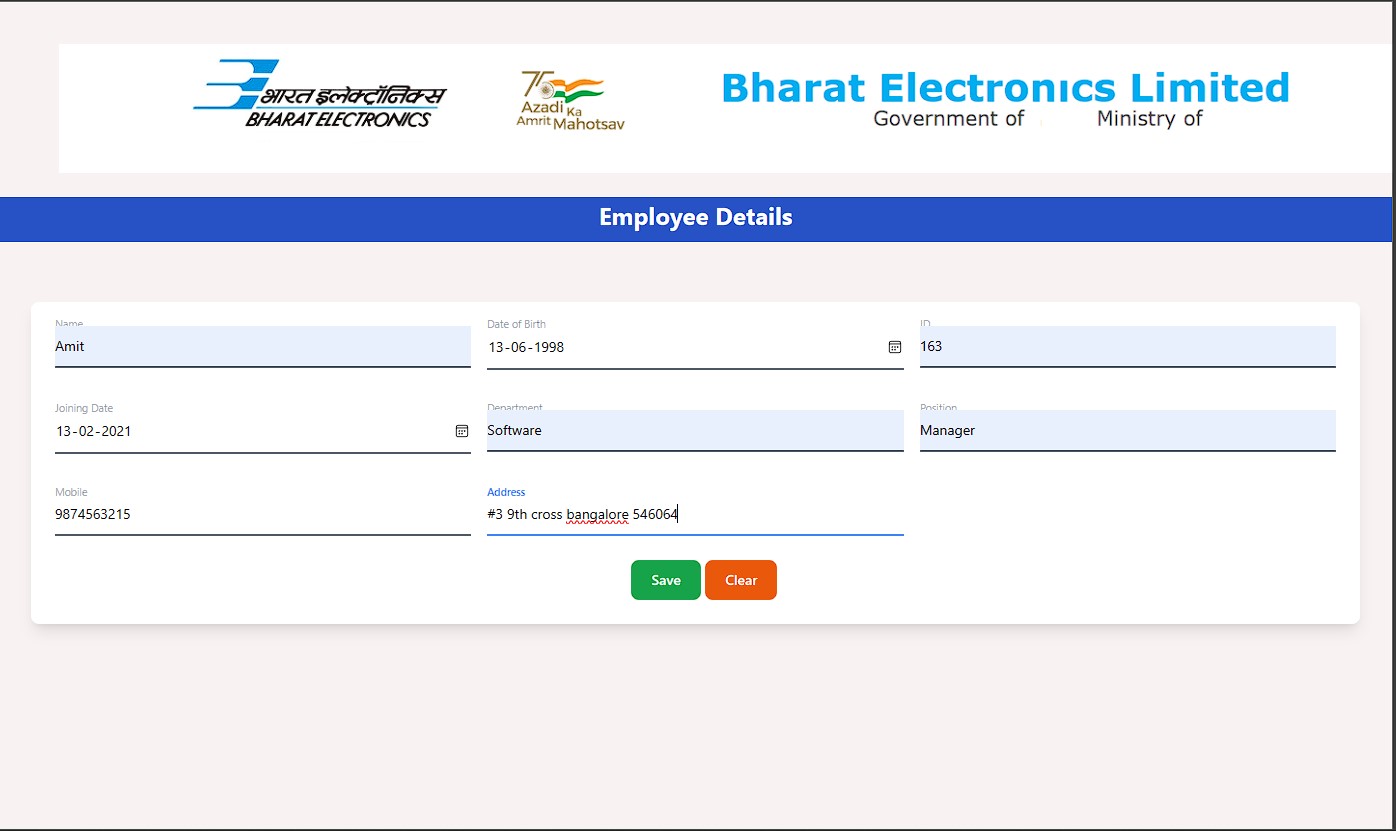 भारत इलेक्ट्रॉनिक्स
BHARAT ELECTRONICS
75
Azadi Ka
Amrit Mahotsav
Bharat Electronıcs Limited
Government of Ministry of
Employee Details
Name Date of Birth ID
Amit 13-06-1998 163
Joining Date Department Position
13-02-2021 Software Manager
Mobile Address
9874563215 #3 9th cross bangalore 546064
Save Clear